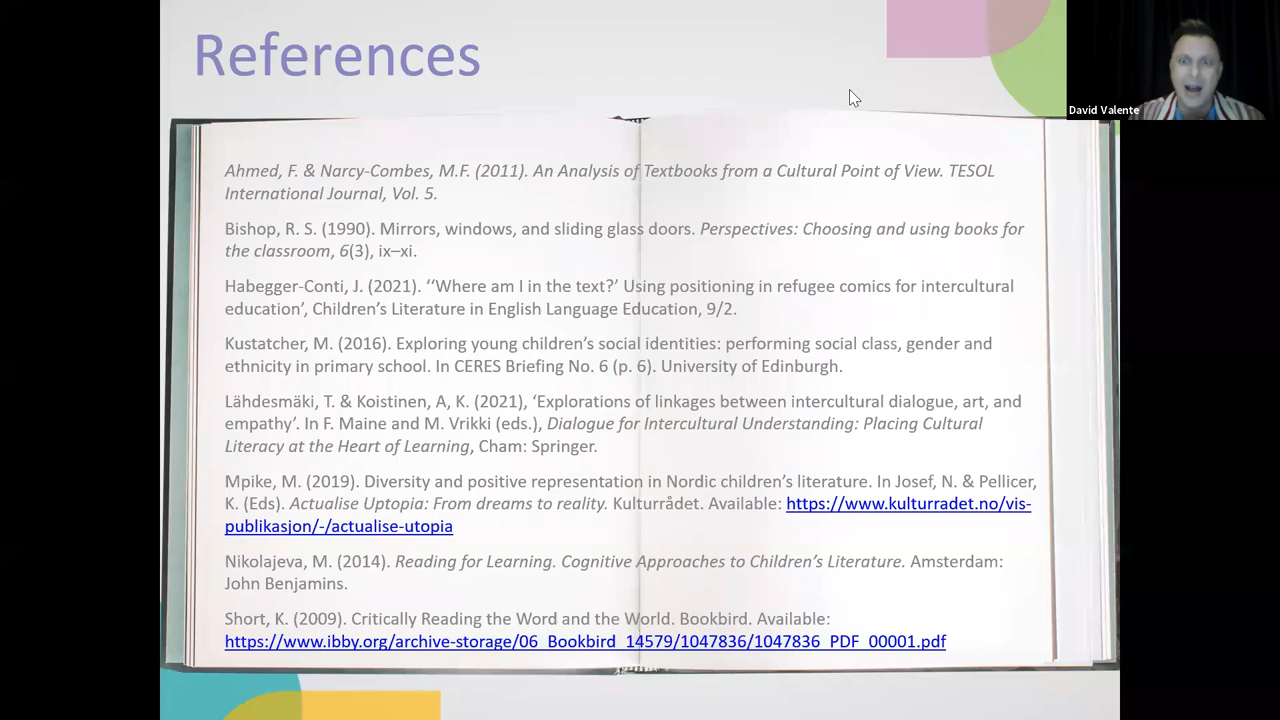 References
David Valente
Ahmed, F. & Narcy-Combes, M.F. (2011). An Analysis of Textbooks from a Cultural Point of View. TESOL
International Journal, Vol. 5.
Bishop, R. S. (1990). Mirrors, windows, and sliding glass doors. Perspectives: Choosing and using books for
the classroom, 6(3), ix–xi.
Habegger-Conti, J. (2021). ‘‘Where am I in the text?’ Using positioning in refugee comics for intercultural
education’, Children’s Literature in English Language Education, 9/2.
Kustatcher, M. (2016). Exploring young children’s social identities: performing social class, gender and
ethnicity in primary school. In CERES Briefing No. 6 (p. 6). University of Edinburgh.
Lähdesmäki, T. & Koistinen, A, K. (2021), ‘Explorations of linkages between intercultural dialogue, art, and
empathy’. In F. Maine and M. Vrikki (eds.), Dialogue for Intercultural Understanding: Placing Cultural
Literacy at the Heart of Learning, Cham: Springer.
Mpike, M. (2019). Diversity and positive representation in Nordic children’s literature. In Josef, N. & Pellicer,
K. (Eds). Actualise Uptopia: From dreams to reality. Kulturrådet. Available: https://www.kulturradet.no/vis-
publikasjon/-/actualise-utopia
Nikolajeva, M. (2014). Reading for Learning. Cognitive Approaches to Children’s Literature. Amsterdam:
John Benjamins.
Short, K. (2009). Critically Reading the Word and the World. Bookbird. Available:
https://www.ibby.org/archive-storage/06_Bookbird_14579/1047836/1047836_PDF_00001.pdf